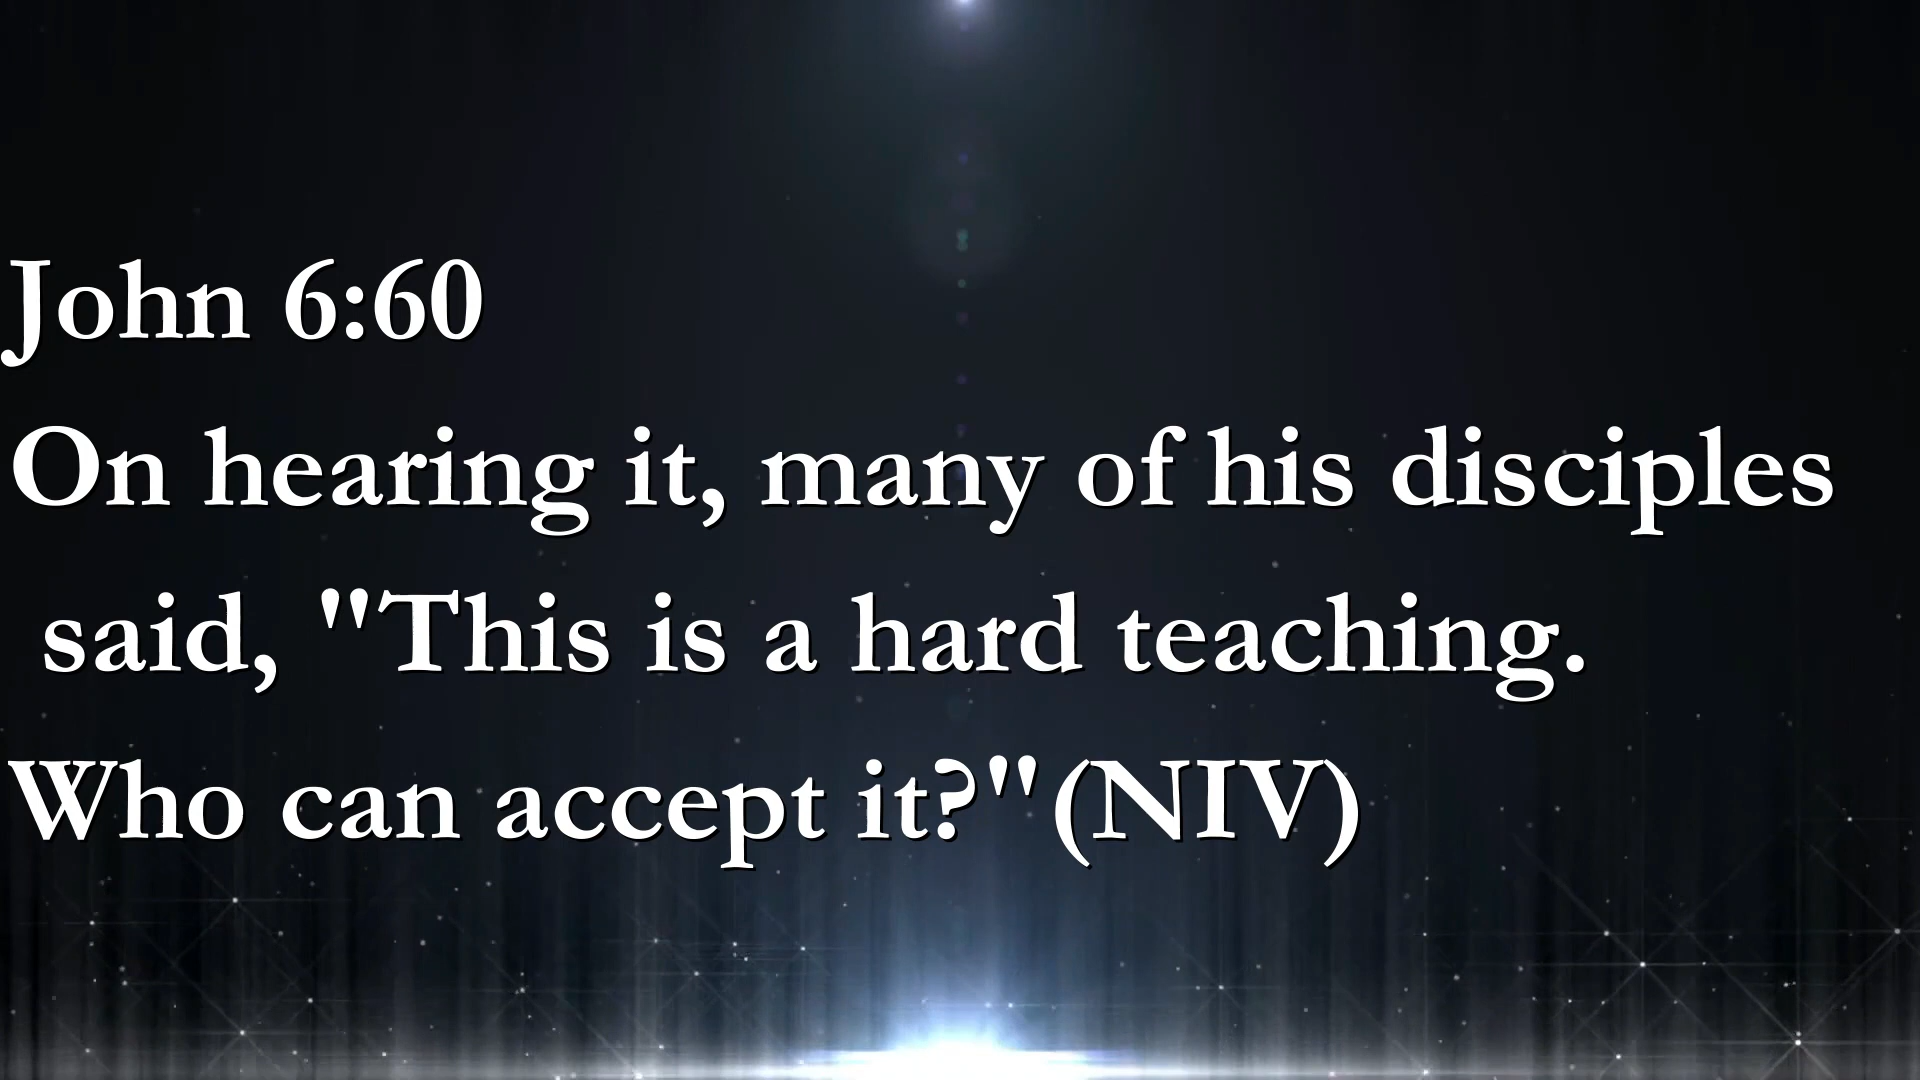 John 6:60
On hearing it, many of his disciples
said, "This is a hard teaching.
Who can accept it?"(NIV)